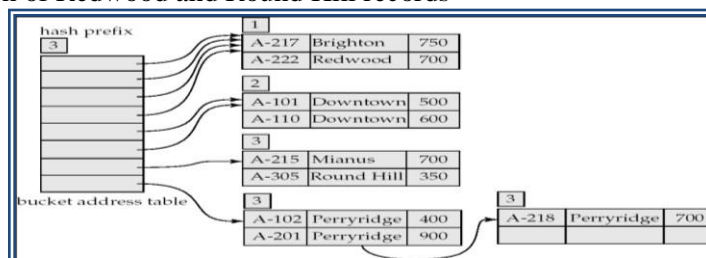 of Redwood and Round Hill records
hash prefix
3
bucket address table
1
A-217 Brighton 750
A-222 Redwood 700
2
A-101 Downtown 500
A-110 Downtown 600
3
A-215 Mianus 700
A-305 Round Hill 350
3
A-102 Perryridge 400
A-201 Perryridge 900
3
A-218 Perryridge 700